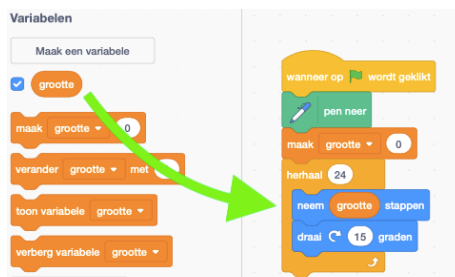 Variabelen
Maak een variabele
grootte
maak grootte 0
verander grootte met
toon variabele grootte
verberg variabele grootte
wanneer op wordt geklikt
pen neer
maak grootte 0
herhaal 24
neem grootte stappen
draai 15 graden